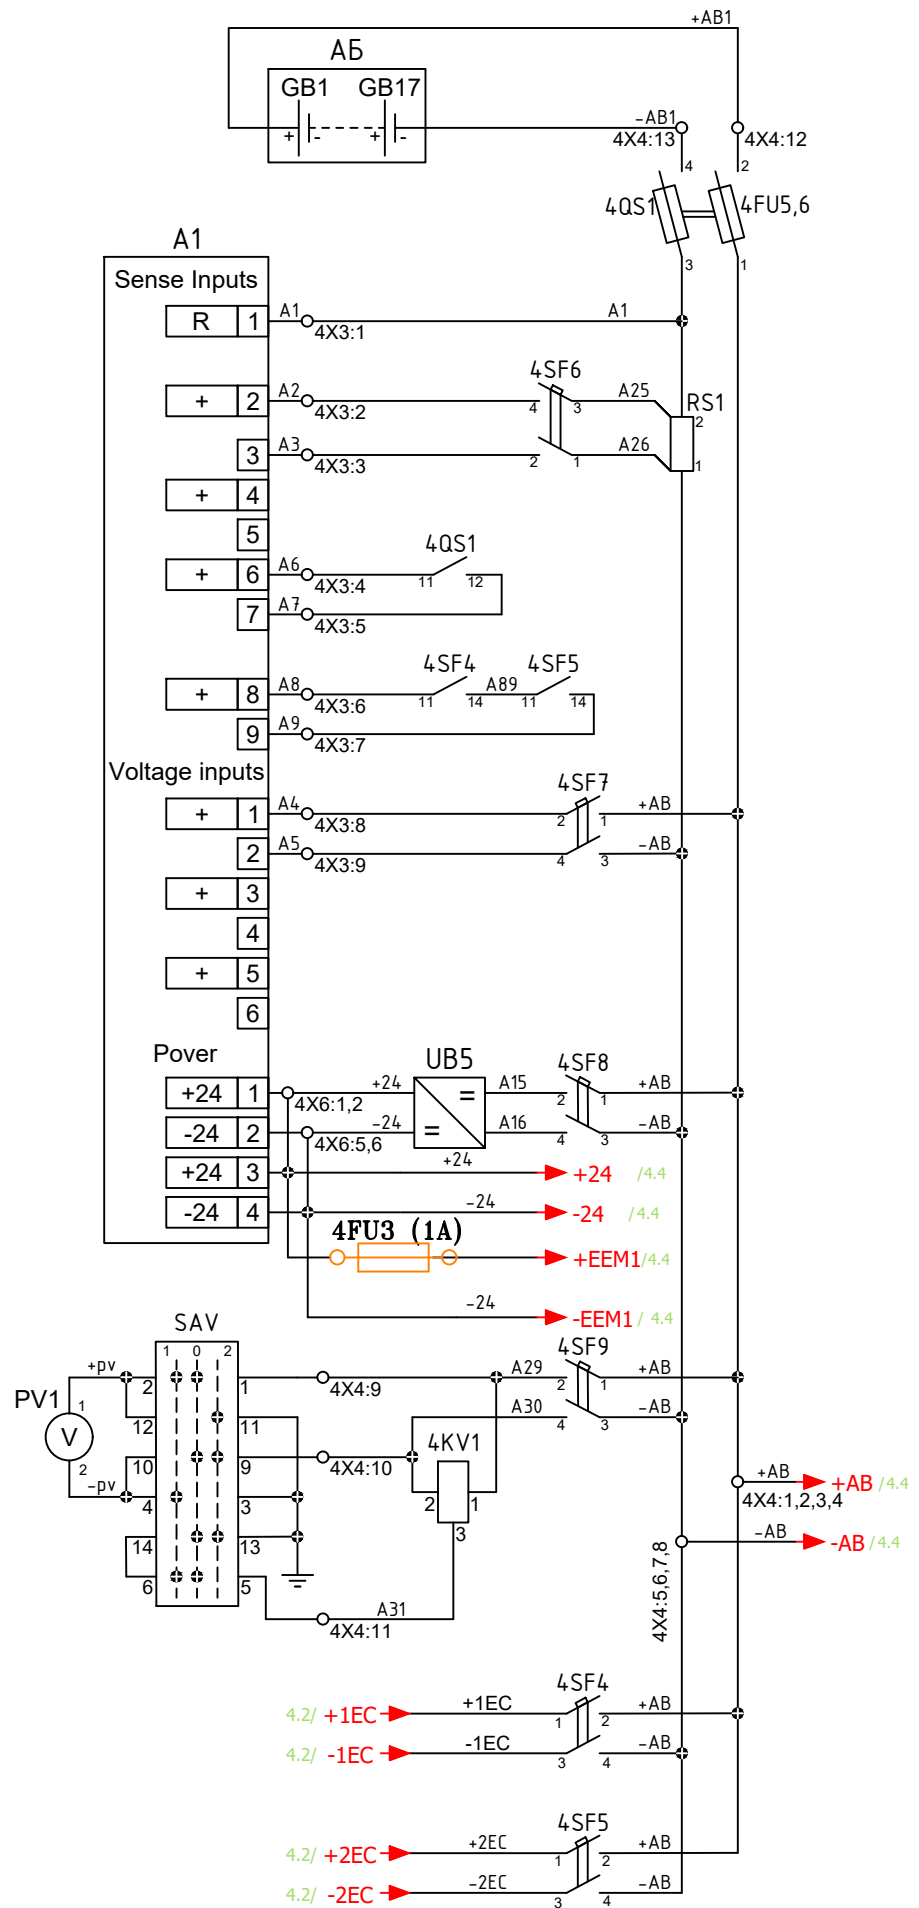 +AB1
АБ
GB1 GB17
+ - + -
-AB1
4X4:13 4X4:12
4 2
4QS1 4FU5,6
3 1
A1
Sense Inputs
R 1 A1 4X3:1 A1
4SF6
+ 2 A2 4X3:2 4 3 A25 RS1
2
3 A3 4X3:3 2 1 A26 1
+ 4
5
4QS1
+ 6 A6 4X3:4 11 12
7 A7 4X3:5
4SF4 4SF5
+ 8 A8 4X3:6 11 14 A89 11 14
9 A9 4X3:7
Voltage inputs
4SF7
+ 1 A4 4X3:8 2 1 +AB
2 A5 4X3:9 4 3 -AB
+ 3
4
+ 5
6
Pover
UB5 4SF8
+24 1 4X6:1,2 +24 = A15 2 1 +AB
-24 2 4X6:5,6 -24 = A16 4 3 -AB
+24 3 +24 +24 /4.4
-24 4 -24 -24 /4.4
4FU3 (1A)
+EEM1 /4.4
-24 -EEM1 / 4.4
SAV
4SF9
1 0 2
+pv 2 1 4X4:9 A29 2 1 +AB
PV1 1 V 2
12 11 A30 4 3 -AB
4KV1
10 9 4X4:10 2 1 3
-pv 4 3
+AB +AB /4.4
4X4:1,2,3,4
14 13
-AB -AB /4.4
6 5
4X4:5,6,7,8
A31
4X4:11
4SF4
4.2/ +1EC +1EC 1 2 +AB
4.2/ -1EC -1EC 3 4 -AB
4SF5
4.2/ +2EC +2EC 1 2 +AB
4.2/ -2EC -2EC 3 4 -AB